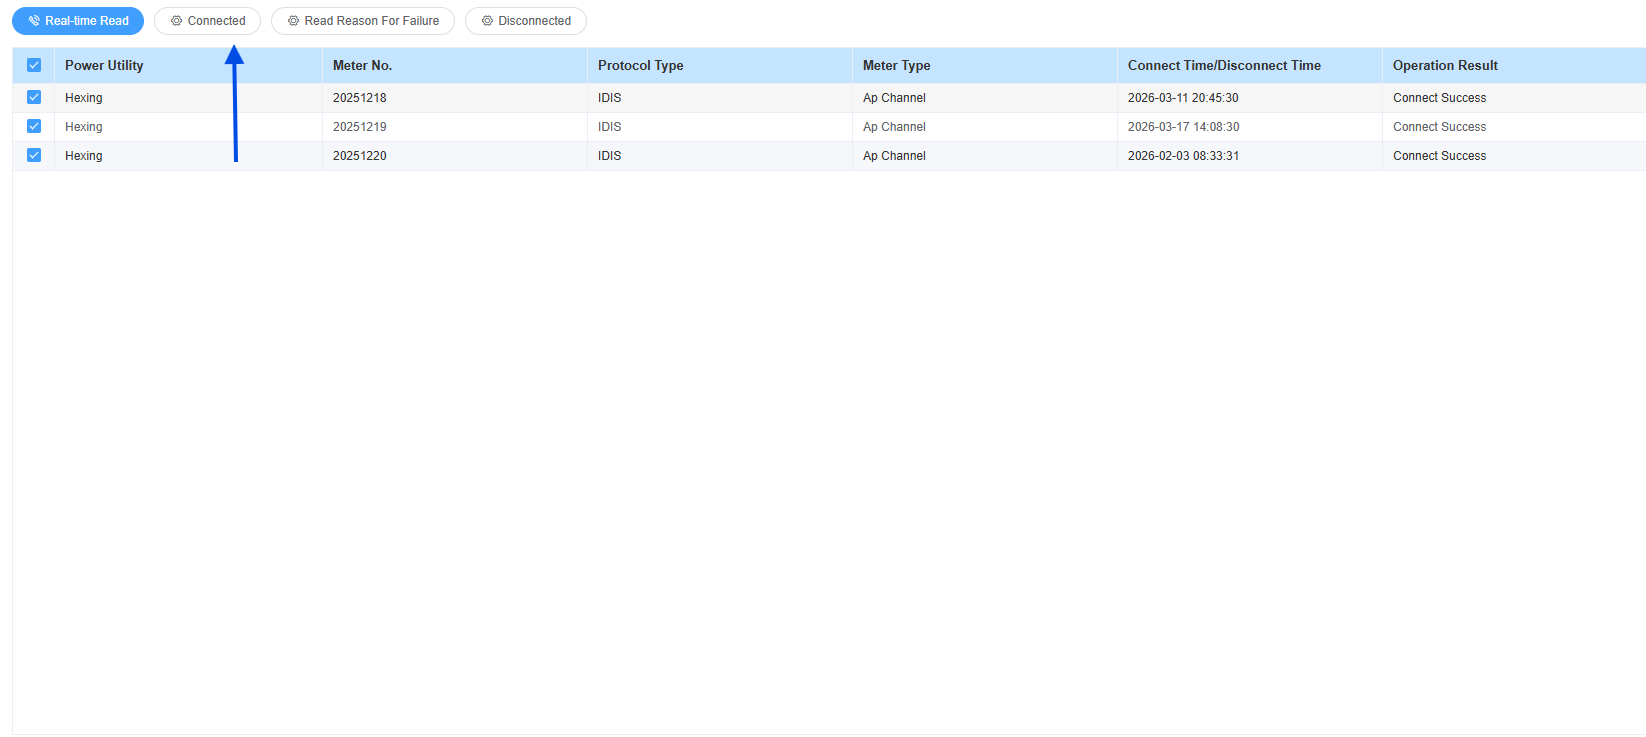 Real-time Read Connected Read Reason For Failure Disconnected
Power Utility Meter No. Protocol Type Meter Type Connect Time/Disconnect Time Operation Result
Hexing 20251218 IDIS Ap Channel 2026-03-11 20:45:30 Connect Success
Hexing 20251219 IDIS Ap Channel 2026-03-17 14:08:30 Connect Success
Hexing 20251220 IDIS Ap Channel 2026-02-03 08:33:31 Connect Success